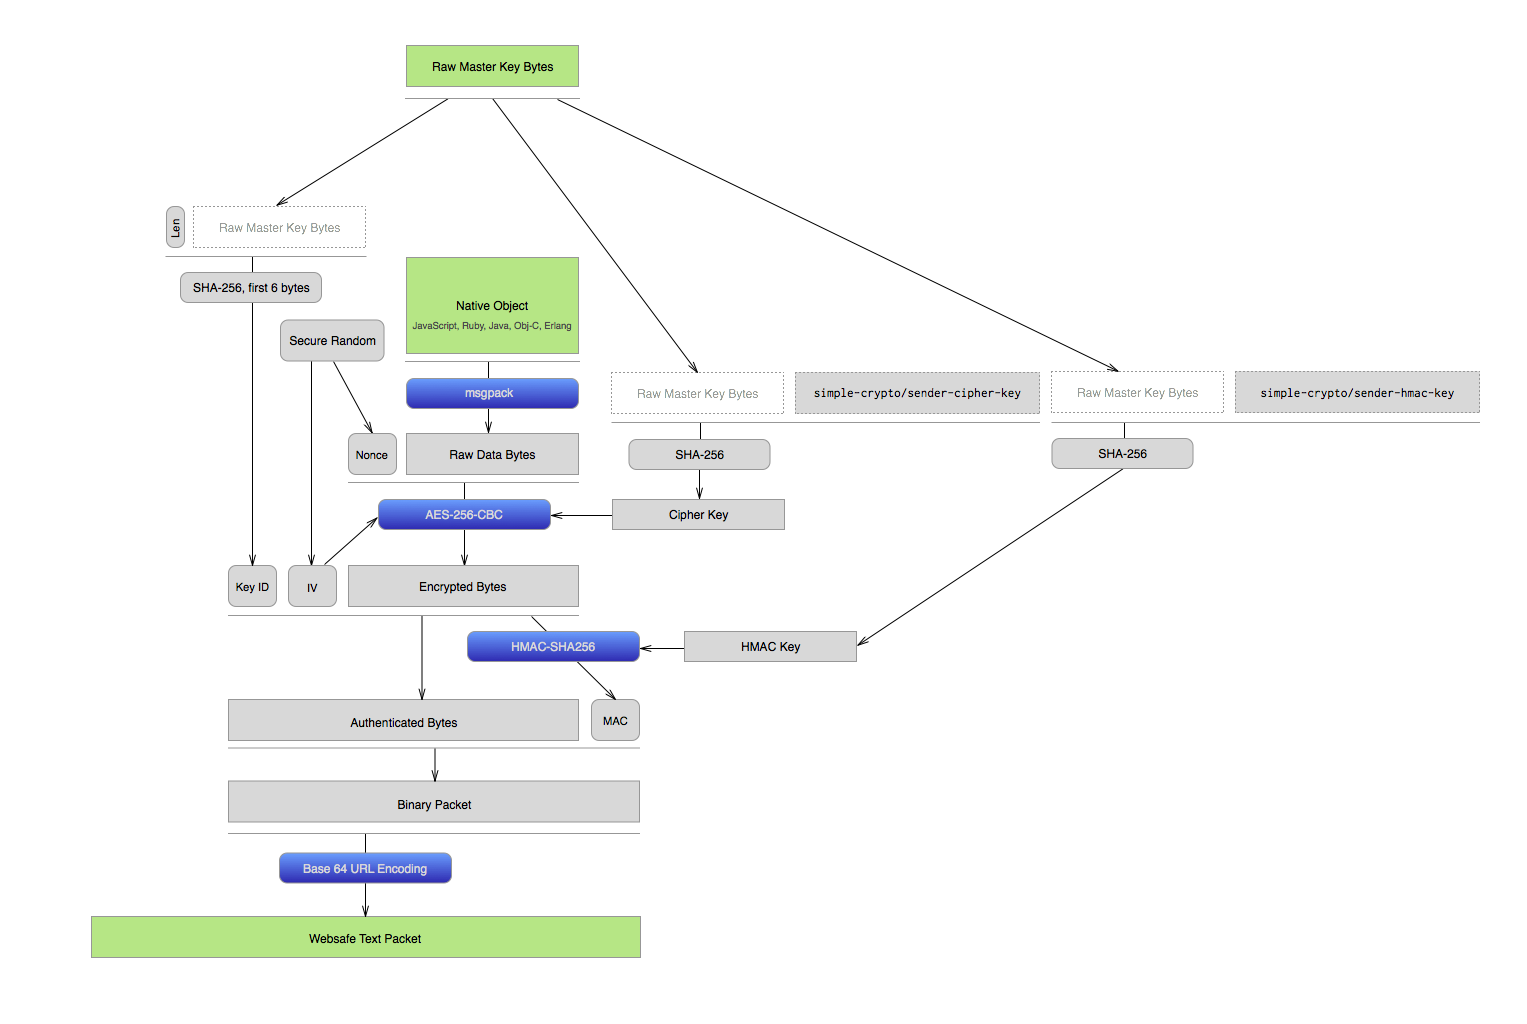 Raw Master Key Bytes
Len
Raw Master Key Bytes
SHA-256, first 6 bytes
Native Object
JavaScript, Ruby, Java, Obj-C, Erlang
Secure Random
msgpack
Raw Master Key Bytes
simple-crypto/sender-cipher-key
Raw Master Key Bytes
simple-crypto/sender-hmac-key
Nonce
Raw Data Bytes
SHA-256
SHA-256
AES-256-CBC
Cipher Key
Key ID
IV
Encrypted Bytes
HMAC-SHA256
HMAC Key
Authenticated Bytes
MAC
Binary Packet
Base 64 URL Encoding
Websafe Text Packet